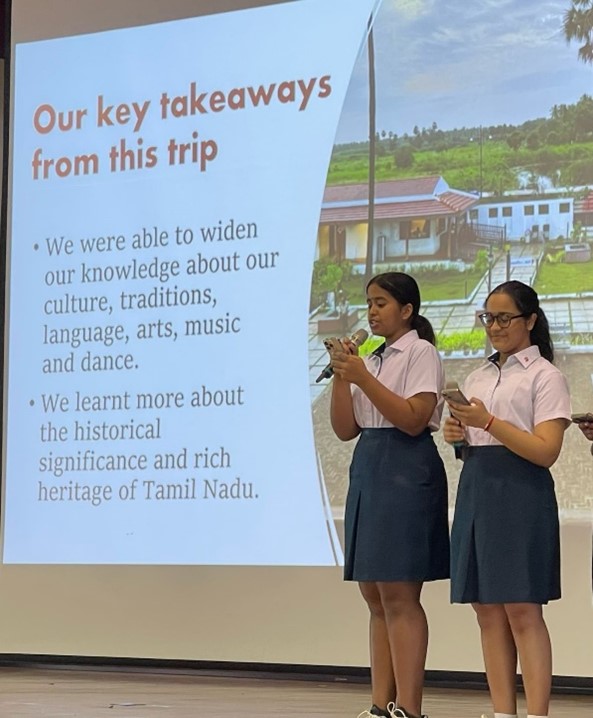 Our key takeaways
from this trip
• We were able to widen
our knowledge about our
culture, traditions,
language, arts, music
and dance.
• We learnt more about
the historical
significance and rich
heritage of Tamil Nadu.